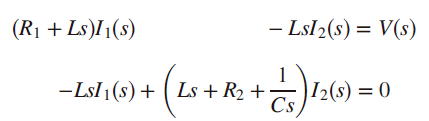 (R₁ + Ls)I₁(s) − LsI₂(s) = V(s)
−LsI₁(s) + (Ls + R₂ + 1/Cs) I₂(s) = 0